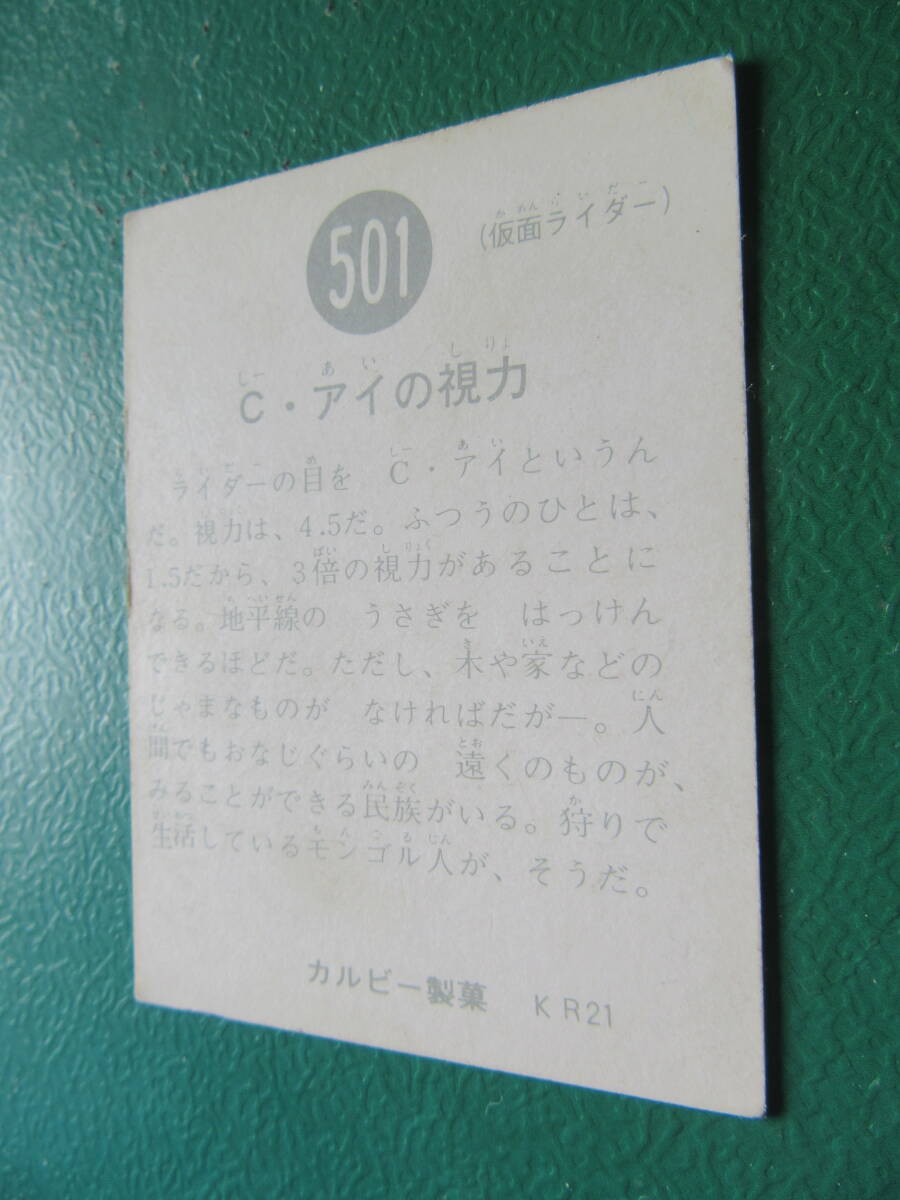 501
(仮面ライダー)
C・アイの視力
ライダーの目を C・アイというん
だ。視力は、4.5だ。ふつうのひとは、
1.5だから、3倍の視力があることに
なる。地平線の うさぎを はっけん
できるほどだ。ただし、木や家などの
じゃまなものが なければだが―。人
間でもおなじぐらいの 遠くのものが、
みることができる民族がいる。狩りで
生活しているモンゴル人が、そうだ。
カルビー製菓 KR21